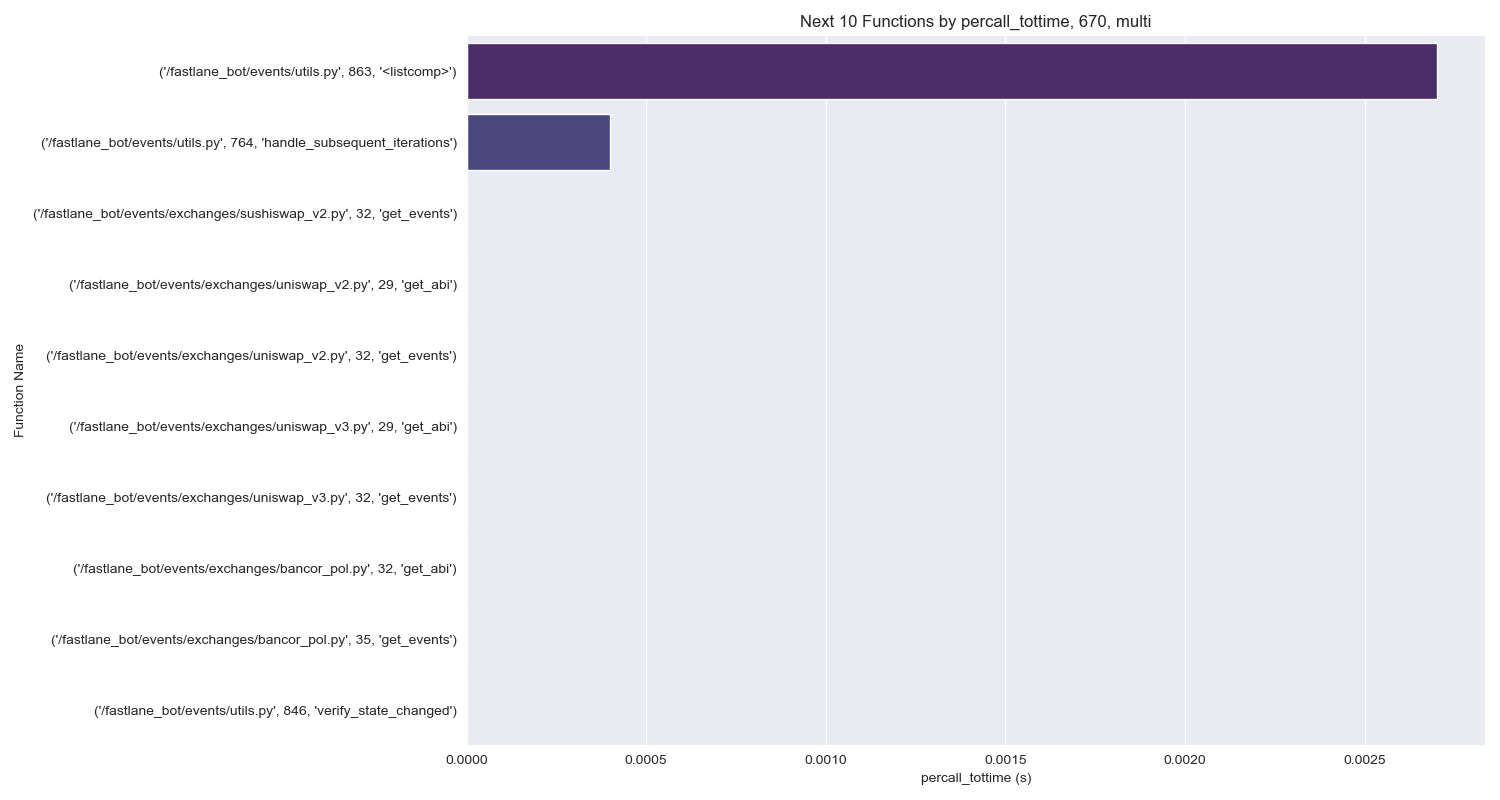 Next 10 Functions by percall_tottime, 670, multi
('/fastlane_bot/events/utils.py', 863, '<listcomp>')
('/fastlane_bot/events/utils.py', 764, 'handle_subsequent_iterations')
('/fastlane_bot/events/exchanges/sushiswap_v2.py', 32, 'get_events')
('/fastlane_bot/events/exchanges/uniswap_v2.py', 29, 'get_abi')
('/fastlane_bot/events/exchanges/uniswap_v2.py', 32, 'get_events')
('/fastlane_bot/events/exchanges/uniswap_v3.py', 29, 'get_abi')
('/fastlane_bot/events/exchanges/uniswap_v3.py', 32, 'get_events')
('/fastlane_bot/events/exchanges/bancor_pol.py', 32, 'get_abi')
('/fastlane_bot/events/exchanges/bancor_pol.py', 35, 'get_events')
('/fastlane_bot/events/utils.py', 846, 'verify_state_changed')
Function Name
0.0000 0.0005 0.0010 0.0015 0.0020 0.0025
percall_tottime (s)